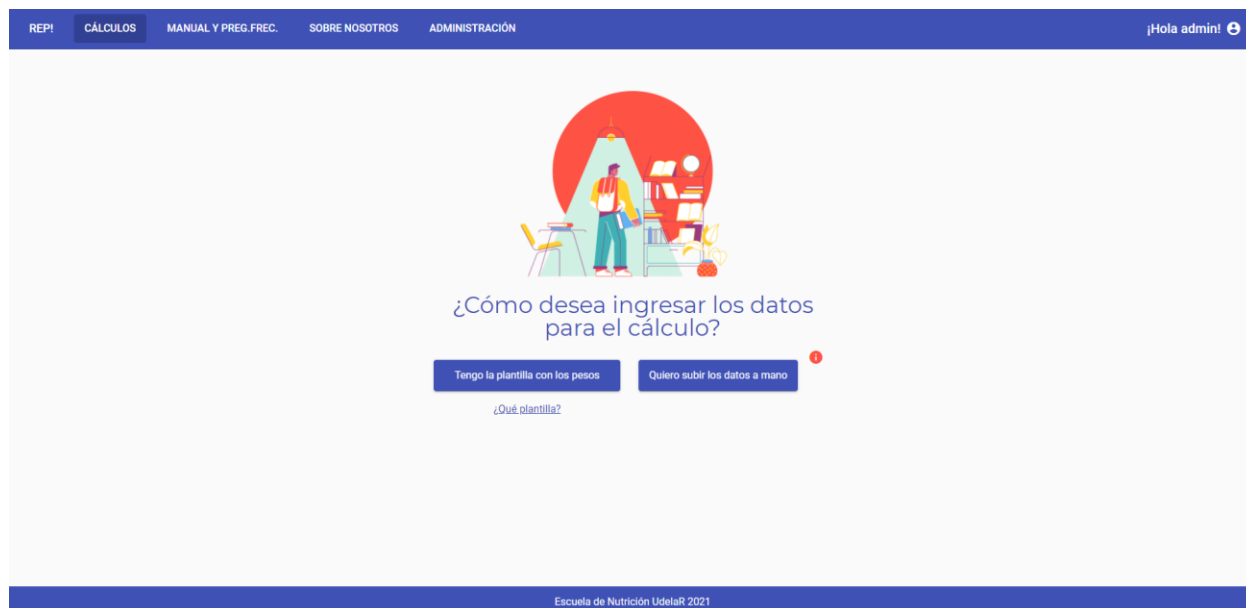 REP! CÁLCULOS MANUAL Y PREG.FREC. SOBRE NOSOTROS ADMINISTRACIÓN ¡Hola admin!
¿Cómo desea ingresar los datos
para el cálculo?
Tengo la plantilla con los pesos Quiero subir los datos a mano
¿Qué plantilla?
Escuela de Nutrición UdelaR 2021